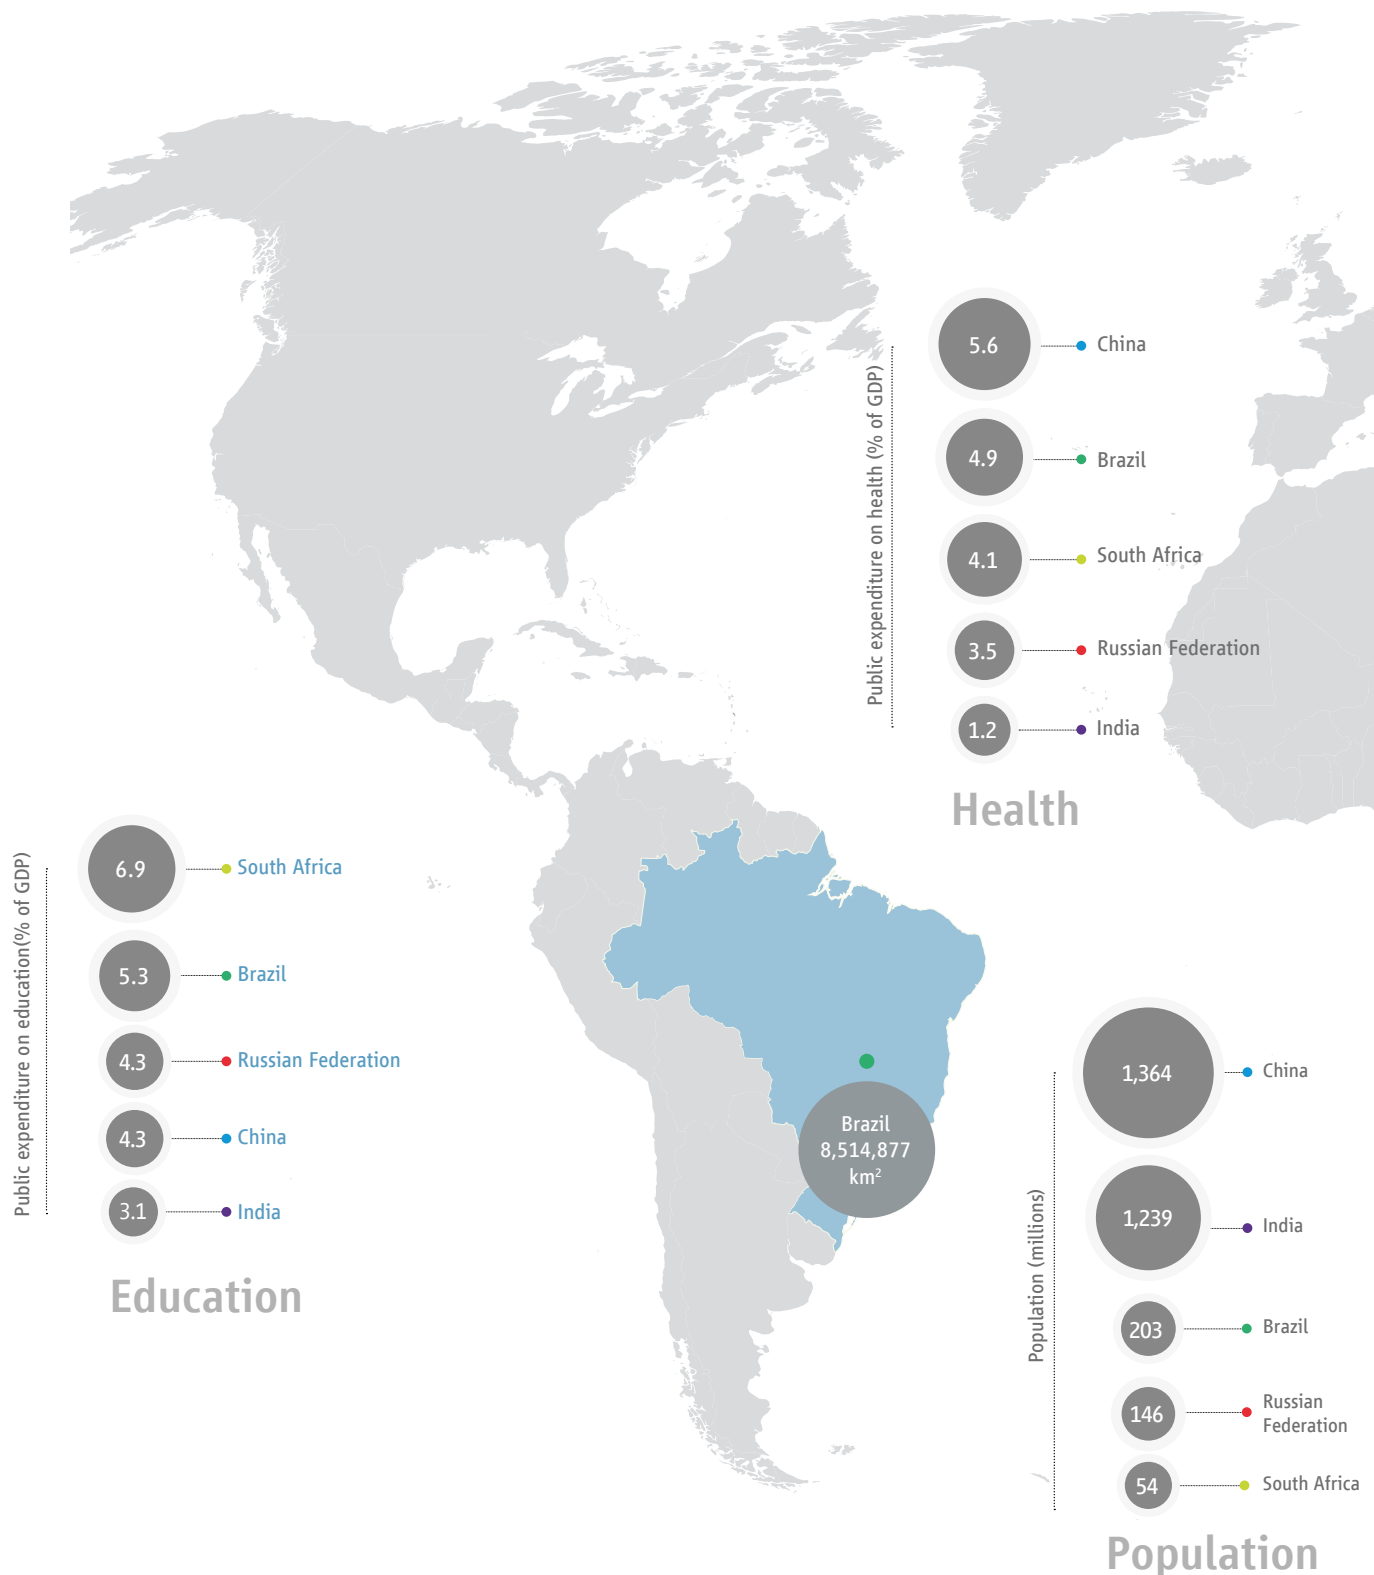 Public expenditure on health (% of GDP)
5.6
China
4.9
Brazil
4.1
South Africa
3.5
Russian Federation
1.2
India
Health
Public expenditure on education(% of GDP)
6.9
South Africa
5.3
Brazil
4.3
Russian Federation
4.3
China
3.1
India
Education
Brazil
8,514,877
km²
Population (millions)
1,364
China
1,239
India
203
Brazil
146
Russian
Federation
54
South Africa
Population